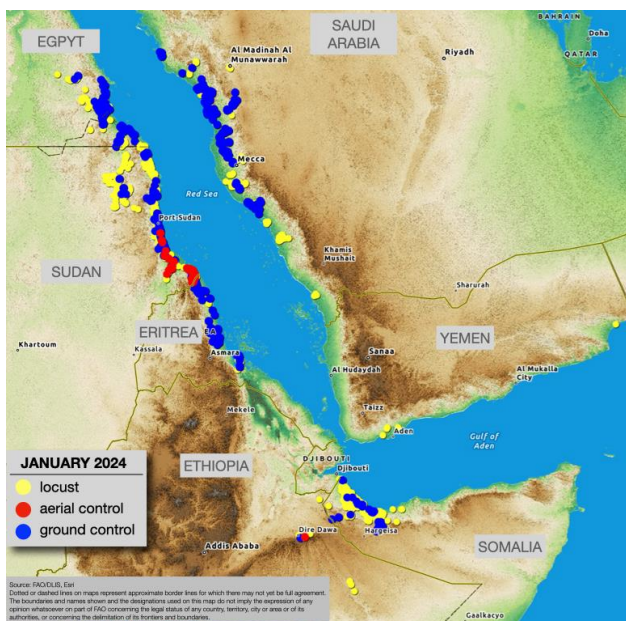 BAHRAIN
Doha
QATAR
SAUDI
ARABIA
EGPYT
Al Madinah Al
Munawwarah
Riyadh
Mecca
Red Sea
Port Sudan
Khamis
Mushait
SUDAN
Sharurah
ERITREA
EA
YEMEN
Khartoum
Kassala
Asmara
Sanaa
Al Hudaydah
Al Mukalla
City
Mekele
Taizz
Aden
Gulf of
Aden
ETHIOPIA
DJIBOUTI
Djibouti
JANUARY 2024
locust
aerial control
ground control
Dire Dawa
Hargeisa
Addis Ababa
SOMALIA
Source: FAO/DLIS, Esri
Dotted or dashed lines on maps represent approximate border lines for which there may not yet be full agreement.
The boundaries and names shown and the designations used on this map do not imply the expression of any
opinion whatsoever on part of FAO concerning the legal status of any country, territory, city or area or of its
authorities, or concerning the delimitation of its frontiers and boundaries.
Gaalkacyo